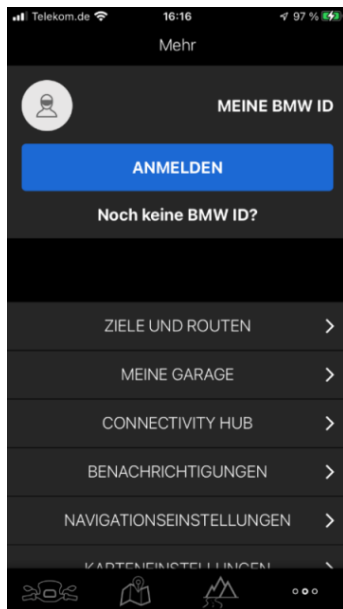 Telekom.de 16:16 97 %
Mehr
MEINE BMW ID
ANMELDEN
Noch keine BMW ID?
ZIELE UND ROUTEN
MEINE GARAGE
CONNECTIVITY HUB
BENACHRICHTIGUNGEN
NAVIGATIONSEINSTELLUNGEN
KARTENEINSTELLUNGEN